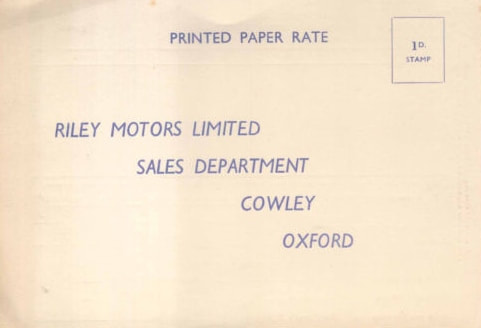 PRINTED PAPER RATE
1D.
STAMP
RILEY MOTORS LIMITED
SALES DEPARTMENT
COWLEY
OXFORD